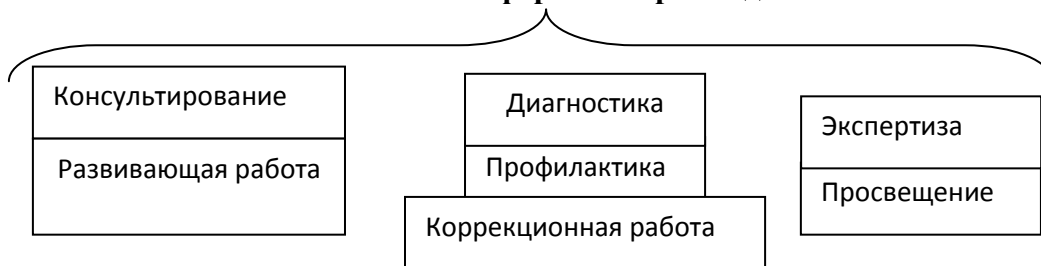 Консультирование
Развивающая работа
Диагностика
Профилактика
Коррекционная работа
Экспертиза
Просвещение